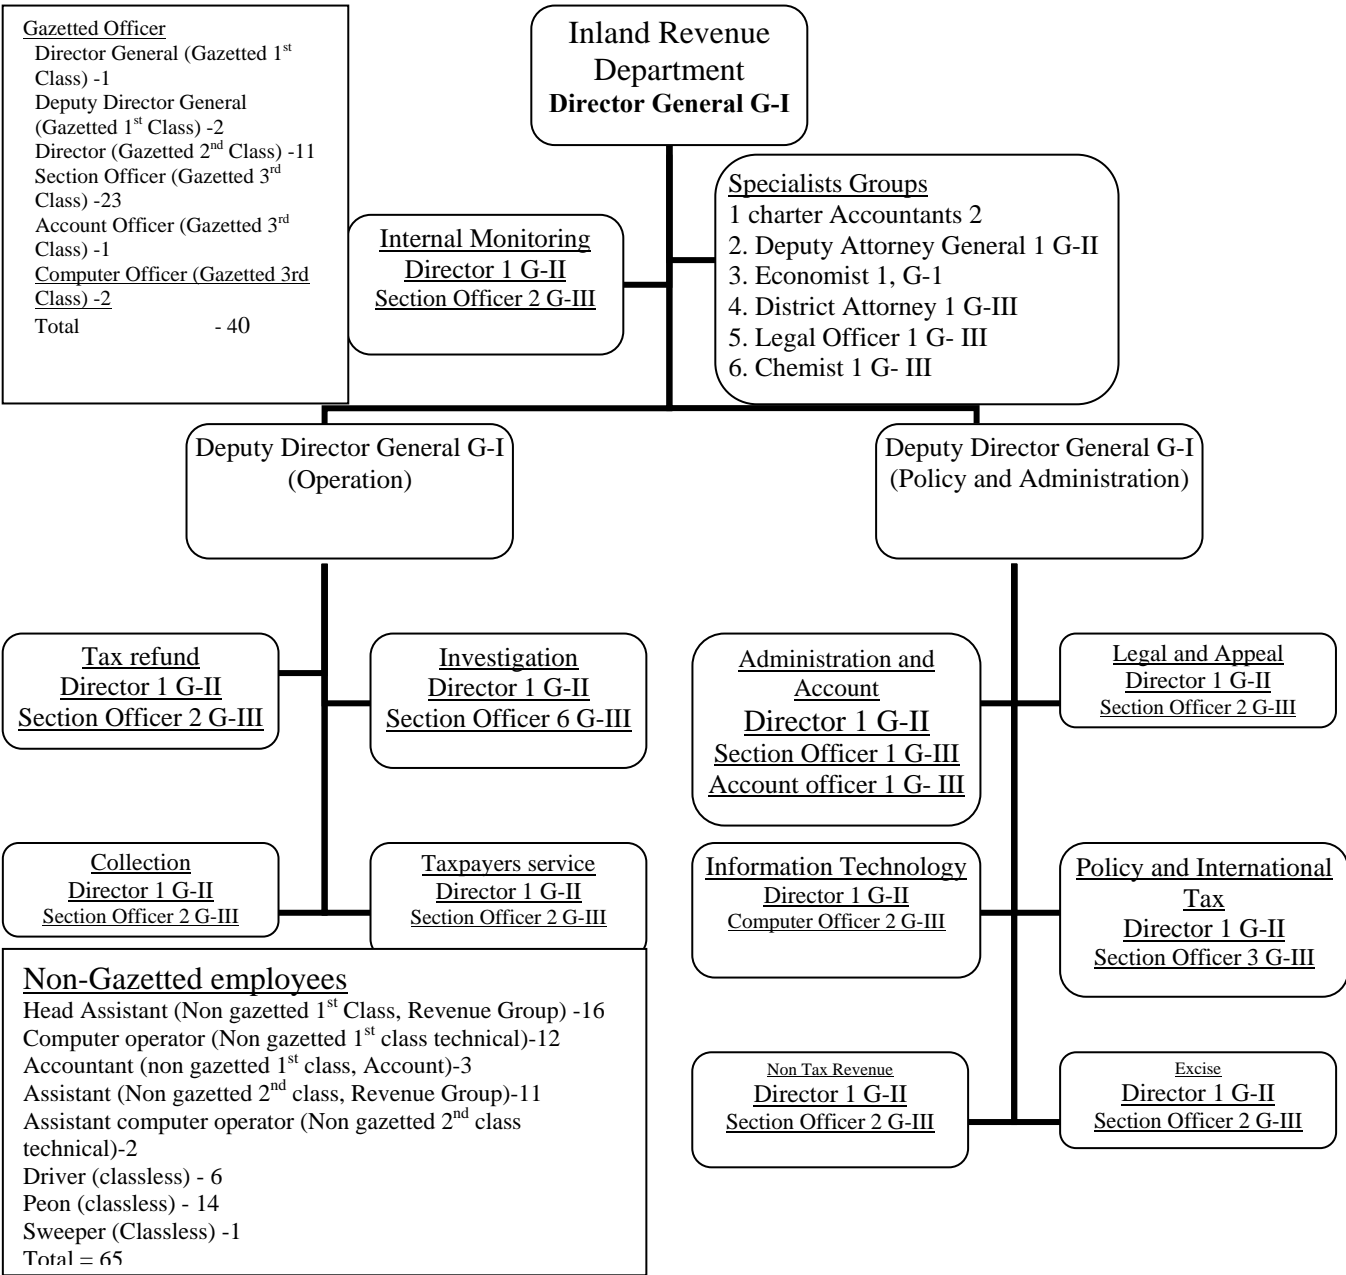 Gazetted Officer
Director General (Gazetted 1st
Class) -1
Deputy Director General
(Gazetted 1st Class) -2
Director (Gazetted 2nd Class) -11
Section Officer (Gazetted 3rd
Class) -23
Account Officer (Gazetted 3rd
Class) -1
Computer Officer (Gazetted 3rd
Class) -2
Total - 40
Inland Revenue
Department
Director General G-I
Internal Monitoring
Director 1 G-II
Section Officer 2 G-III
Specialists Groups
1 charter Accountants 2
2. Deputy Attorney General 1 G-II
3. Economist 1, G-1
4. District Attorney 1 G-III
5. Legal Officer 1 G- III
6. Chemist 1 G- III
Deputy Director General G-I
(Operation)
Deputy Director General G-I
(Policy and Administration)
Tax refund
Director 1 G-II
Section Officer 2 G-III
Investigation
Director 1 G-II
Section Officer 6 G-III
Administration and
Account
Director 1 G-II
Section Officer 1 G-III
Account officer 1 G- III
Legal and Appeal
Director 1 G-II
Section Officer 2 G-III
Collection
Director 1 G-II
Section Officer 2 G-III
Taxpayers service
Director 1 G-II
Section Officer 2 G-III
Information Technology
Director 1 G-II
Computer Officer 2 G-III
Policy and International
Tax
Director 1 G-II
Section Officer 3 G-III
Non-Gazetted employees
Head Assistant (Non gazetted 1st Class, Revenue Group) -16
Computer operator (Non gazetted 1st class technical)-12
Accountant (non gazetted 1st class, Account)-3
Assistant (Non gazetted 2nd class, Revenue Group)-11
Assistant computer operator (Non gazetted 2nd class
technical)-2
Driver (classless) - 6
Peon (classless) - 14
Sweeper (Classless) -1
Total = 65
Non Tax Revenue
Director 1 G-II
Section Officer 2 G-III
Excise
Director 1 G-II
Section Officer 2 G-III